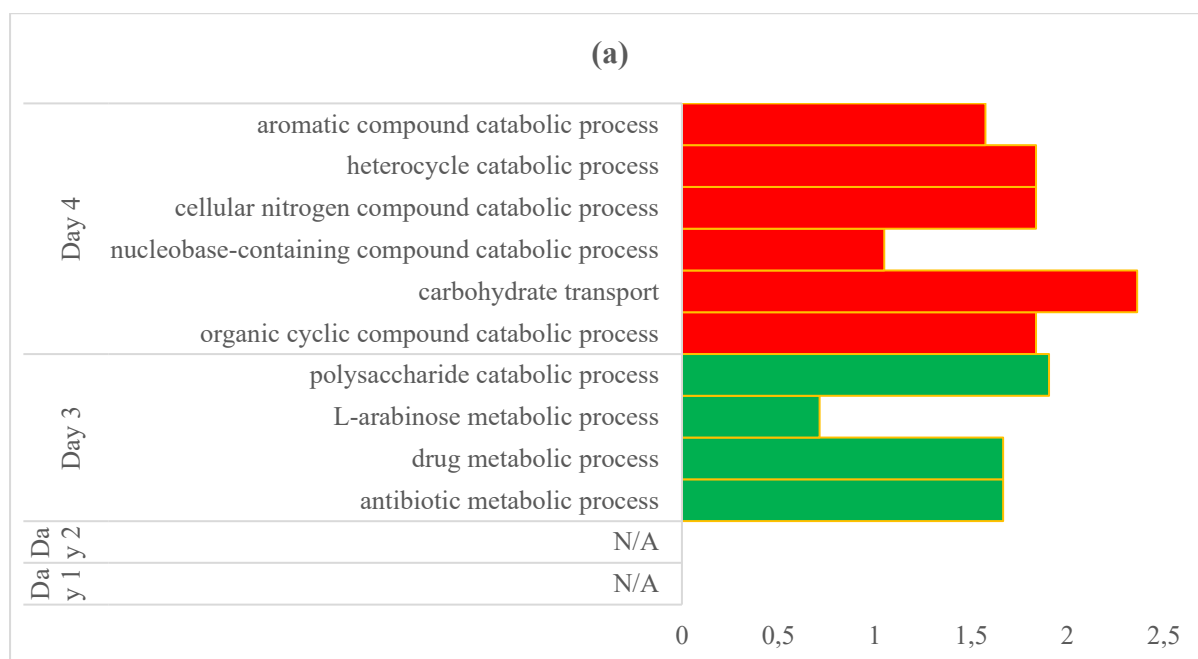 (a)
Day 4
aromatic compound catabolic process
heterocycle catabolic process
cellular nitrogen compound catabolic process
nucleobase-containing compound catabolic process
carbohydrate transport
organic cyclic compound catabolic process
Day 3
polysaccharide catabolic process
L-arabinose metabolic process
drug metabolic process
antibiotic metabolic process
Da
y 2
N/A
Da
y 1
N/A
0 0,5 1 1,5 2 2,5